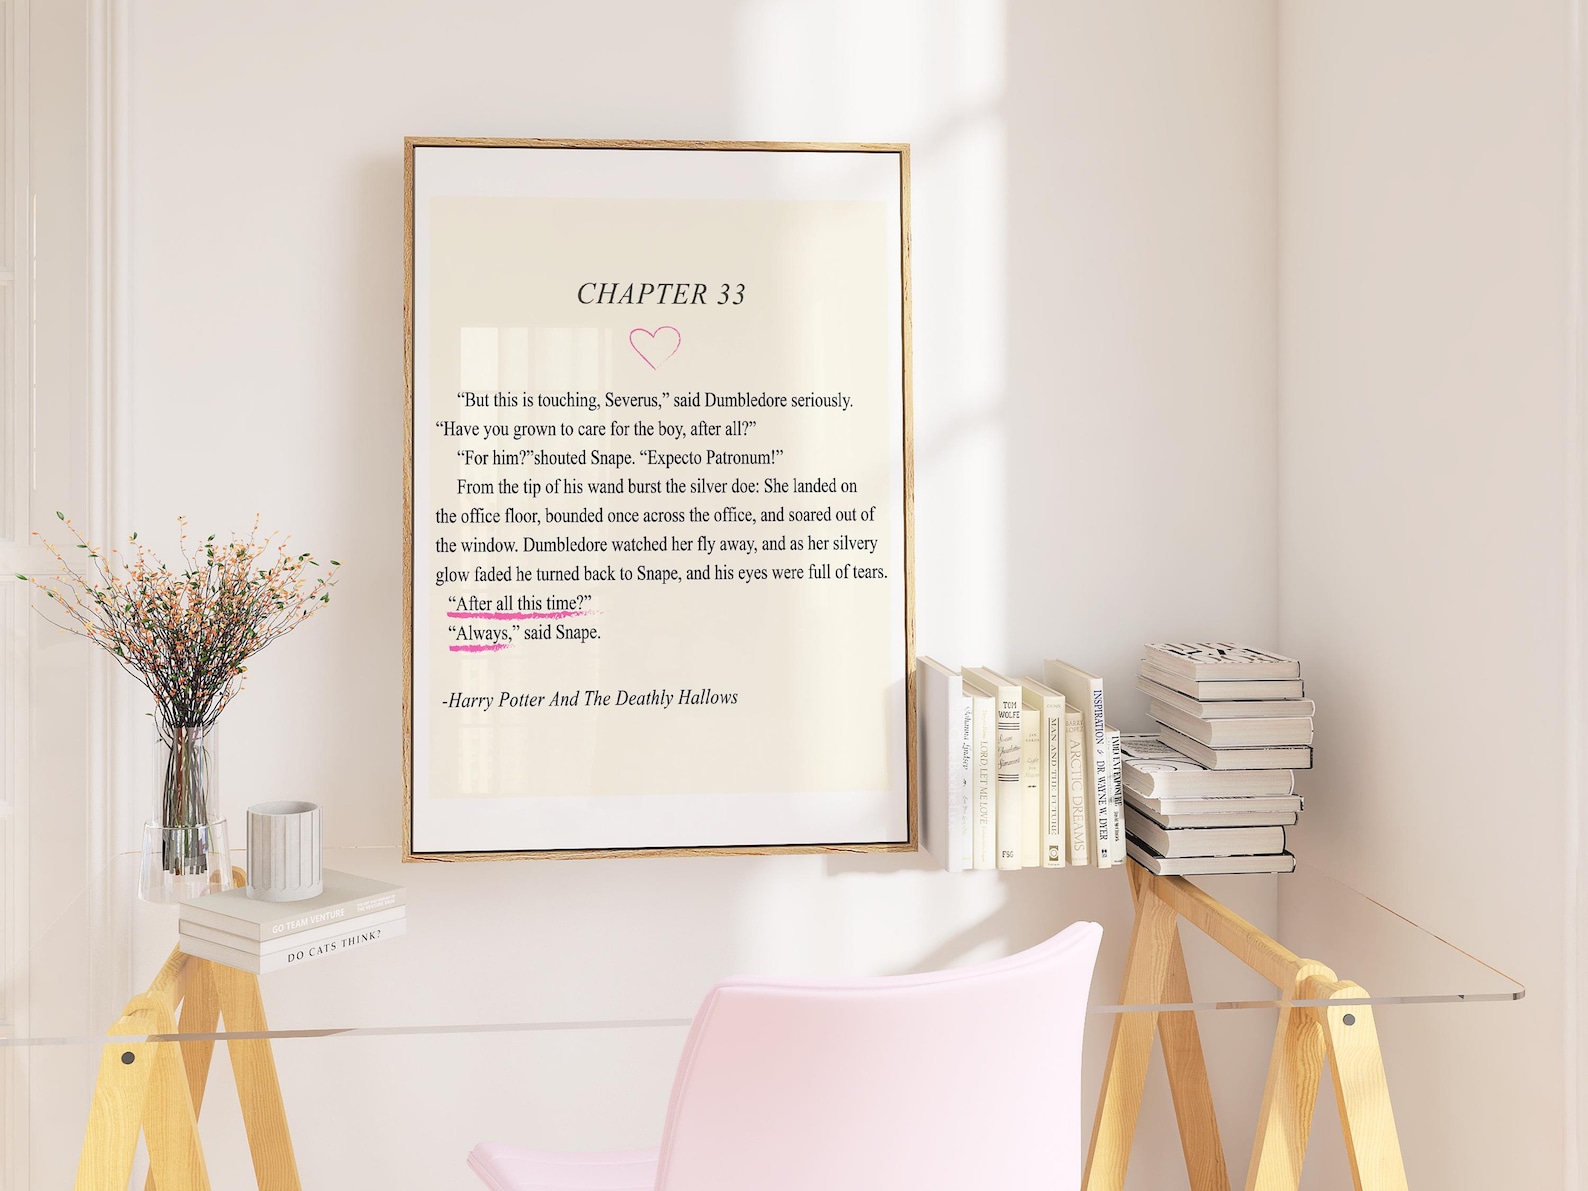 CHAPTER 33
“But this is touching, Severus,” said Dumbledore seriously.
“Have you grown to care for the boy, after all?”
“For him?”shouted Snape. “Expecto Patronum!”
From the tip of his wand burst the silver doe: She landed on
the office floor, bounded once across the office, and soared out of
the window. Dumbledore watched her fly away, and as her silvery
glow faded he turned back to Snape, and his eyes were full of tears.
“After all this time?”
“Always,” said Snape.
-Harry Potter And The Deathly Hallows
GO TEAM VENTURE
DO CATS THINK?
Johanna Lindsey
LORD LET ME LOVE
TOM
WOLFE
FSG
MAN AND THE FUTURE
BARRY
LOPEZ
ARCTIC DREAMS
INSPIRATION
DR. WAYNE W. DYER